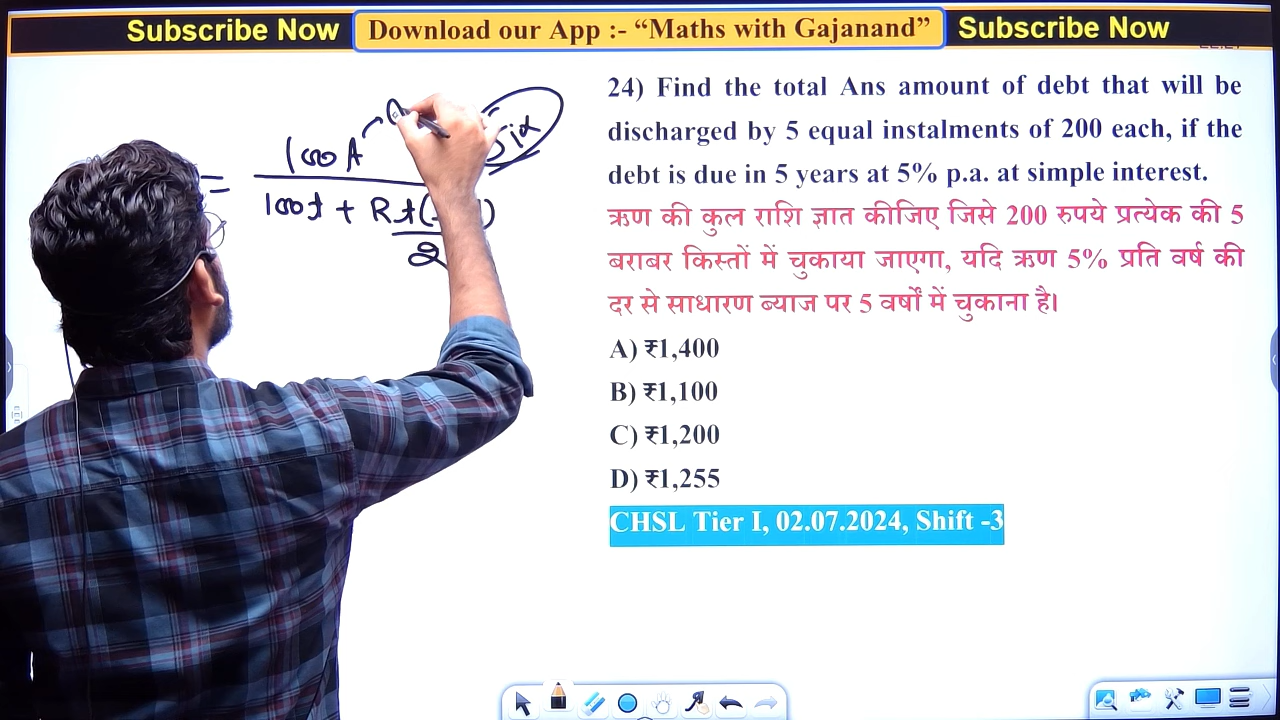 Subscribe Now
Download our App :- “Maths with Gajanand”
Subscribe Now
24) Find the total Ans amount of debt that will be
discharged by 5 equal instalments of 200 each, if the
debt is due in 5 years at 5% p.a. at simple interest.
ऋण की कुल राशि ज्ञात कीजिए जिसे 200 रुपये प्रत्येक की 5
बराबर किस्तों में चुकाया जाएगा, यदि ऋण 5% प्रति वर्ष की
दर से साधारण ब्याज पर 5 वर्षों में चुकाना है।
A) ₹1,400
B) ₹1,100
C) ₹1,200
D) ₹1,255
CHSL Tier I, 02.07.2024, Shift -3
= 100 A
100t + Rt(
2